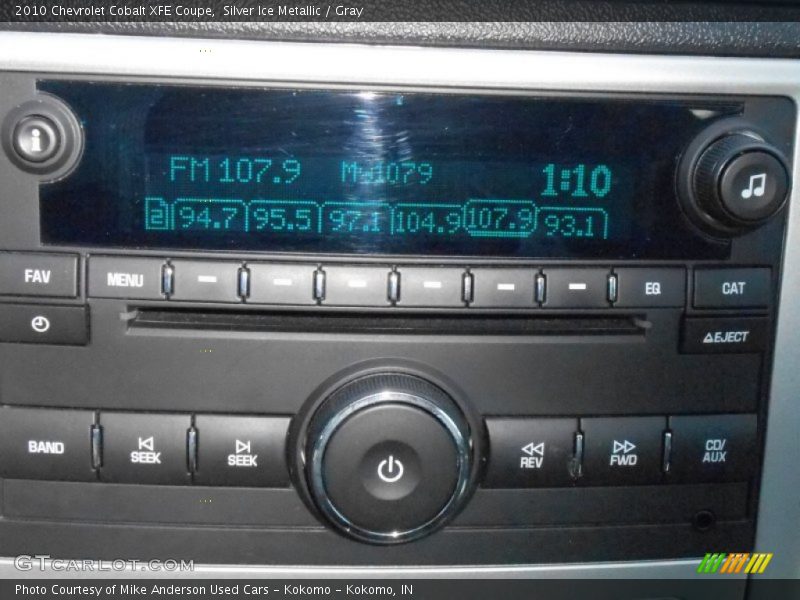 2010 Chevrolet Cobalt XFE Coupe, Silver Ice Metallic / Gray
i
FM 107.9 M-1079 1:10
2 94.7 95.5 97.1 104.9 107.9 93.1
FAV MENU EQ CAT
EJECT
BAND SEEK SEEK REV FWD CD/
AUX
GTCARLOT.COM
Photo Courtesy of Mike Anderson Used Cars - Kokomo - Kokomo, IN